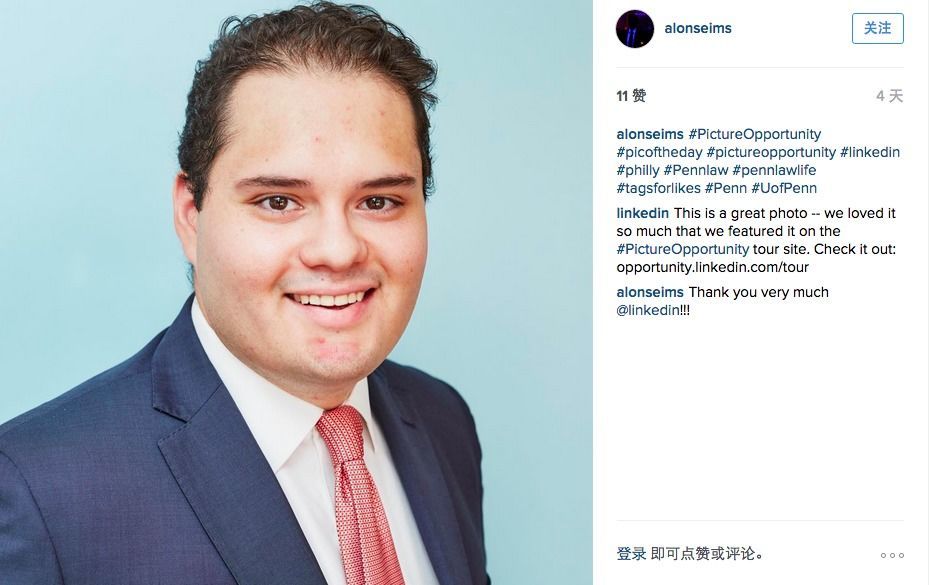 alonseims
关注
11 赞
4 天
alonseims #PictureOpportunity
#picoftheday #pictureopportunity #linkedin
#philly #Pennlaw #pennlawlife
#tagsforlikes #Penn #UofPenn
linkedin This is a great photo -- we loved it
so much that we featured it on the
#PictureOpportunity tour site. Check it out:
opportunity.linkedin.com/tour
alonseims Thank you very much
@linkedin!!!
登录 即可点赞或评论。